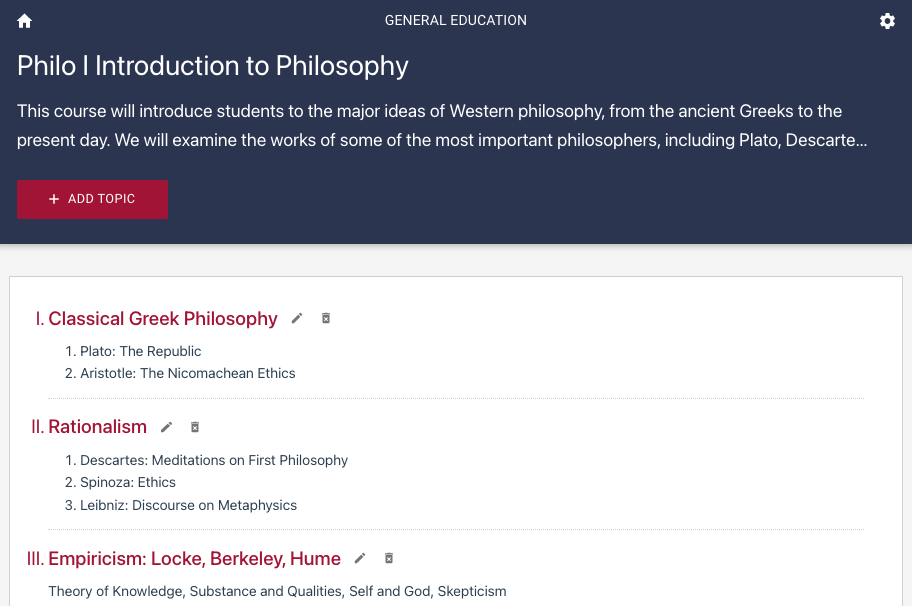 GENERAL EDUCATION
Philo I Introduction to Philosophy
This course will introduce students to the major ideas of Western philosophy, from the ancient Greeks to the
present day. We will examine the works of some of the most important philosophers, including Plato, Descarte...
+ ADD TOPIC
I. Classical Greek Philosophy
1. Plato: The Republic
2. Aristotle: The Nicomachean Ethics
II. Rationalism
1. Descartes: Meditations on First Philosophy
2. Spinoza: Ethics
3. Leibniz: Discourse on Metaphysics
III. Empiricism: Locke, Berkeley, Hume
Theory of Knowledge, Substance and Qualities, Self and God, Skepticism